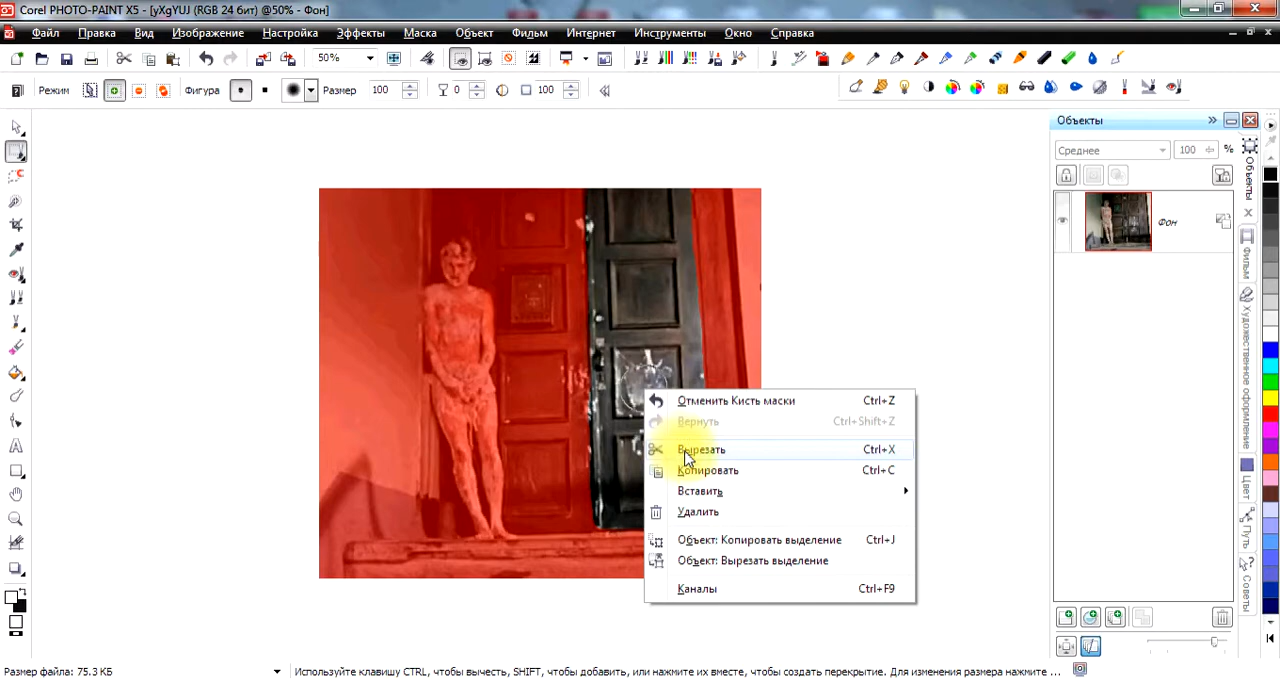 Corel PHOTO-PAINT X5 - [yXgYUJ (RGB 24 бит) @50% - Фон]
Файл Правка Вид Изображение Настройка Эффекты Маска Объект Фильм Интернет Инструменты Окно Справка
50%
Режим Фигура Размер 100 0 100
Объекты
Среднее 100 %
Фон
Отменить Кисть маски Ctrl+Z
Вернуть Ctrl+Shift+Z
Вырезать Ctrl+X
Копировать Ctrl+C
Вставить
Удалить
Объект: Копировать выделение Ctrl+J
Объект: Вырезать выделение
Каналы Ctrl+F9
Объекты
Фильм
Художественное оформление
Цвет
Путь
Советы
Размер файла: 75.3 КБ
Используйте клавишу CTRL, чтобы вычесть, SHIFT, чтобы добавить, или нажмите их вместе, чтобы создать перекрытие. Для изменения размера нажмите ...